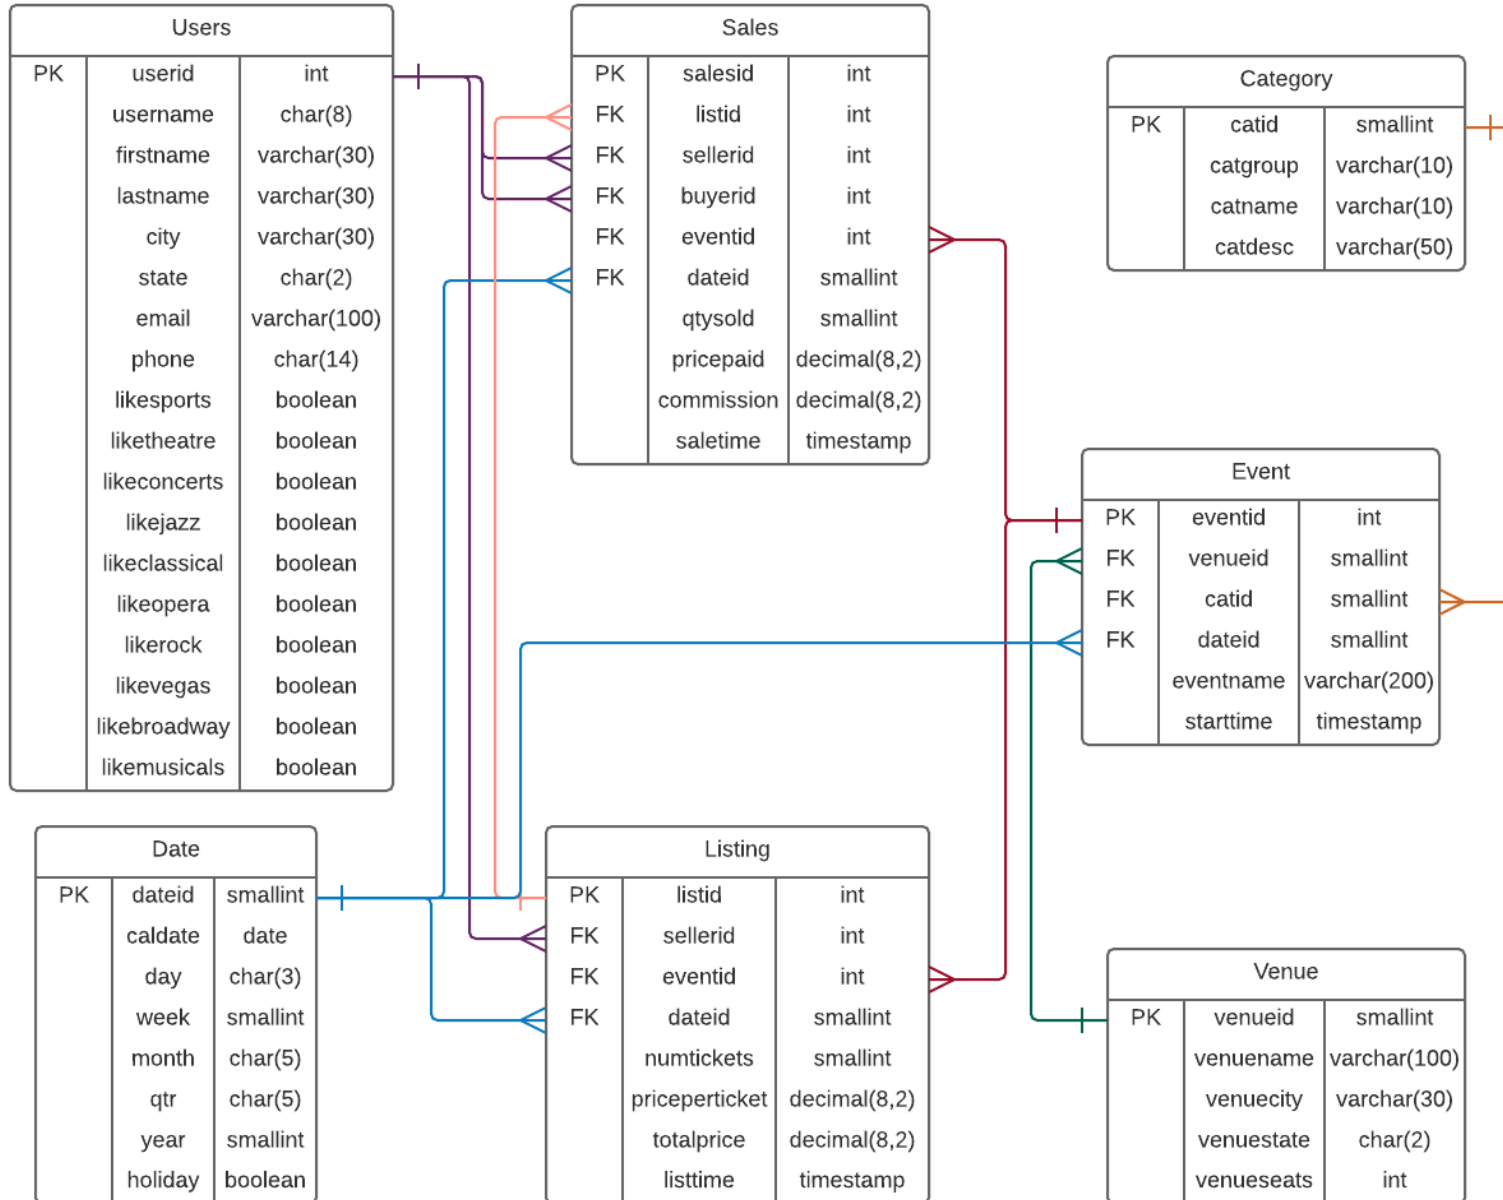 Users
PK userid int
username char(8)
firstname varchar(30)
lastname varchar(30)
city varchar(30)
state char(2)
email varchar(100)
phone char(14)
likesports boolean
liketheatre boolean
likeconcerts boolean
likejazz boolean
likeclassical boolean
likeopera boolean
likerock boolean
likevegas boolean
likebroadway boolean
likemusicals boolean
Sales
PK salesid int
FK listid int
FK sellerid int
FK buyerid int
FK eventid int
FK dateid smallint
qtysold smallint
pricepaid decimal(8,2)
commission decimal(8,2)
saletime timestamp
Category
PK catid smallint
catgroup varchar(10)
catname varchar(10)
catdesc varchar(50)
Event
PK eventid int
FK venueid smallint
FK catid smallint
FK dateid smallint
eventname varchar(200)
starttime timestamp
Date
PK dateid smallint
caldate date
day char(3)
week smallint
month char(5)
qtr char(5)
year smallint
holiday boolean
Listing
PK listid int
FK sellerid int
FK eventid int
FK dateid smallint
numtickets smallint
priceperticket decimal(8,2)
totalprice decimal(8,2)
listtime timestamp
Venue
PK venueid smallint
venuename varchar(100)
venuecity varchar(30)
venuestate char(2)
venueseats int